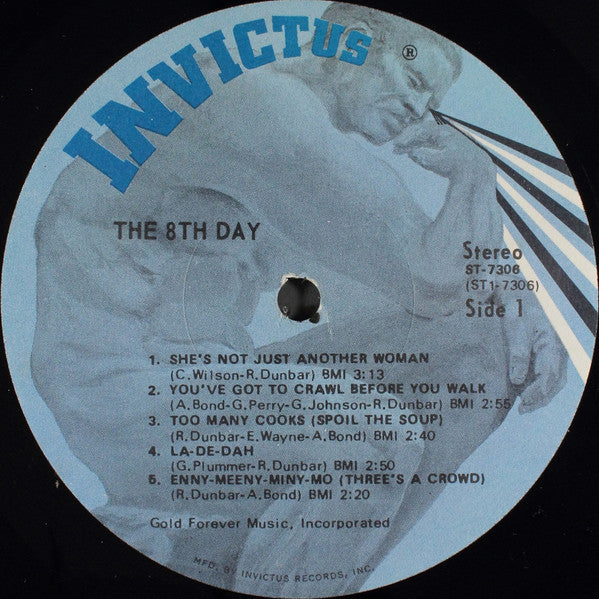 INVICTUS ®
THE 8TH DAY
Stereo
ST-7306
(ST1-7306)
Side 1
1. SHE'S NOT JUST ANOTHER WOMAN
(C.Wilson-R.Dunbar) BMI 3:13
2. YOU'VE GOT TO CRAWL BEFORE YOU WALK
(A.Bond-G.Perry-G.Johnson-R.Dunbar) BMI 2:55
3. TOO MANY COOKS (SPOIL THE SOUP)
(R.Dunbar-E.Wayne-A.Bond) BMI 2:40
4. LA-DE-DAH
(G.Plummer-R.Dunbar) BMI 2:50
5. ENNY-MEENY-MINY-MO (THREE'S A CROWD)
(R.Dunbar-A.Bond) BMI 2:20
Gold Forever Music, Incorporated
MFD. BY INVICTUS RECORDS, INC.